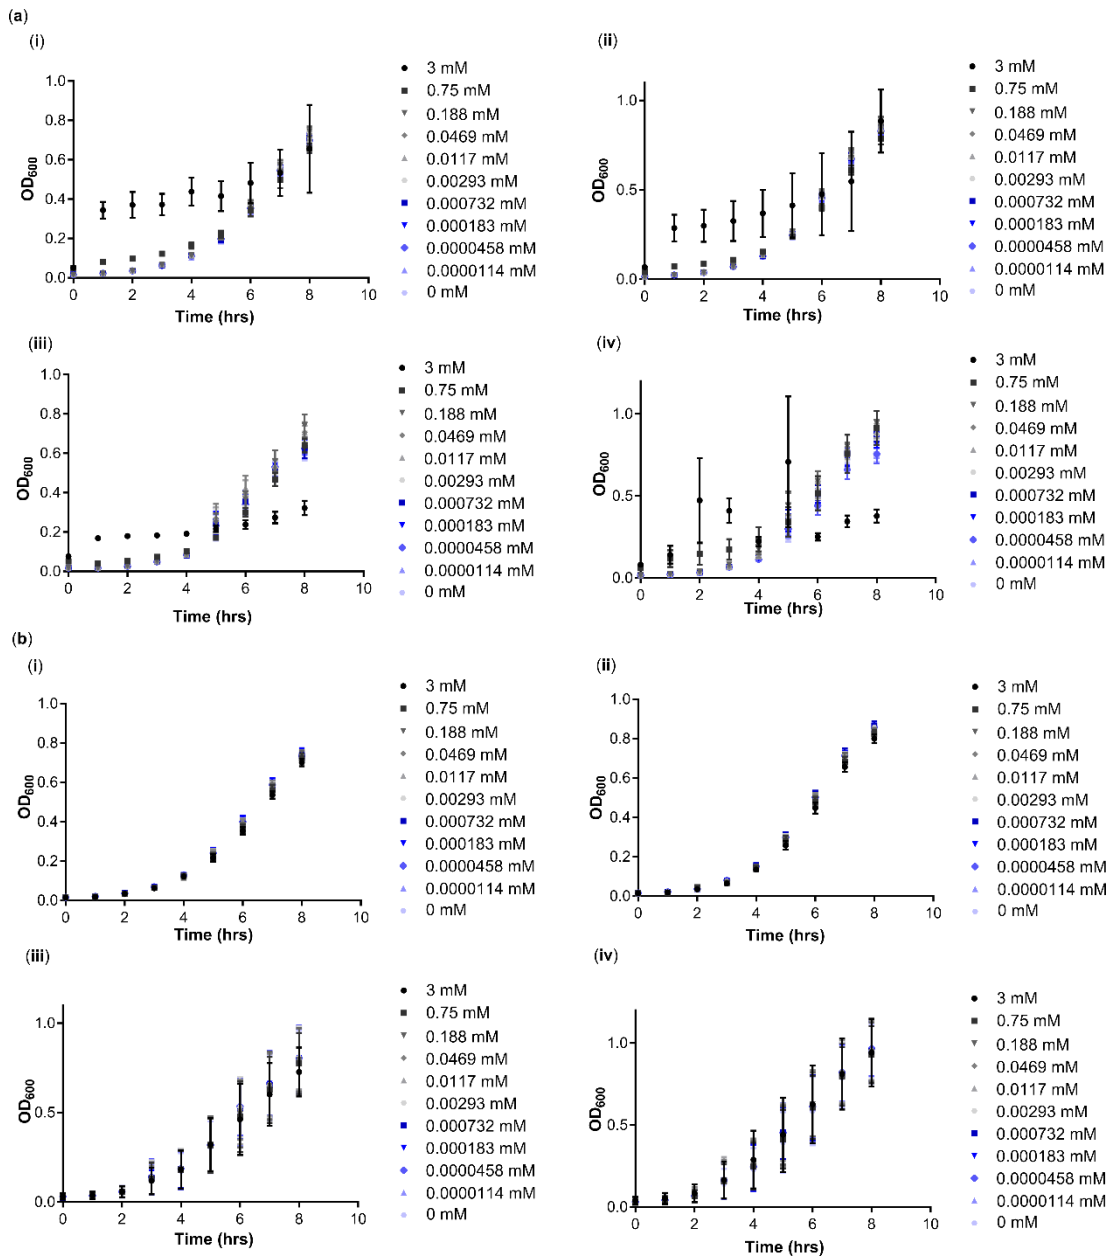 (a)
(i)
1.0
0.8
0.6
0.4
0.2
0.0
OD600
0 2 4 6 8 10
Time (hrs)
3 mM
0.75 mM
0.188 mM
0.0469 mM
0.0117 mM
0.00293 mM
0.000732 mM
0.000183 mM
0.0000458 mM
0.0000114 mM
0 mM
(ii)
1.0
0.5
0.0
OD600
0 2 4 6 8 10
Time (hrs)
3 mM
0.75 mM
0.188 mM
0.0469 mM
0.0117 mM
0.00293 mM
0.000732 mM
0.000183 mM
0.0000458 mM
0.0000114 mM
0 mM
(iii)
1.0
0.8
0.6
0.4
0.2
0.0
OD600
0 2 4 6 8 10
Time (hrs)
3 mM
0.75 mM
0.188 mM
0.0469 mM
0.0117 mM
0.00293 mM
0.000732 mM
0.000183 mM
0.0000458 mM
0.0000114 mM
0 mM
(iv)
1.0
0.5
0.0
OD600
0 2 4 6 8 10
Time (hrs)
3 mM
0.75 mM
0.188 mM
0.0469 mM
0.0117 mM
0.00293 mM
0.000732 mM
0.000183 mM
0.0000458 mM
0.0000114 mM
0 mM
(b)
(i)
1.0
0.8
0.6
0.4
0.2
0.0
OD600
0 2 4 6 8 10
Time (hrs)
3 mM
0.75 mM
0.188 mM
0.0469 mM
0.0117 mM
0.00293 mM
0.000732 mM
0.000183 mM
0.0000458 mM
0.0000114 mM
0 mM
(ii)
1.0
0.8
0.6
0.4
0.2
0.0
OD600
0 2 4 6 8 10
Time (hrs)
3 mM
0.75 mM
0.188 mM
0.0469 mM
0.0117 mM
0.00293 mM
0.000732 mM
0.000183 mM
0.0000458 mM
0.0000114 mM
0 mM
(iii)
1.0
0.5
0.0
OD600
0 2 4 6 8 10
Time (hrs)
3 mM
0.75 mM
0.188 mM
0.0469 mM
0.0117 mM
0.00293 mM
0.000732 mM
0.000183 mM
0.0000458 mM
0.0000114 mM
0 mM
(iv)
1.0
0.5
0.0
OD600
0 2 4 6 8 10
Time (hrs)
3 mM
0.75 mM
0.188 mM
0.0469 mM
0.0117 mM
0.00293 mM
0.000732 mM
0.000183 mM
0.0000458 mM
0.0000114 mM
0 mM